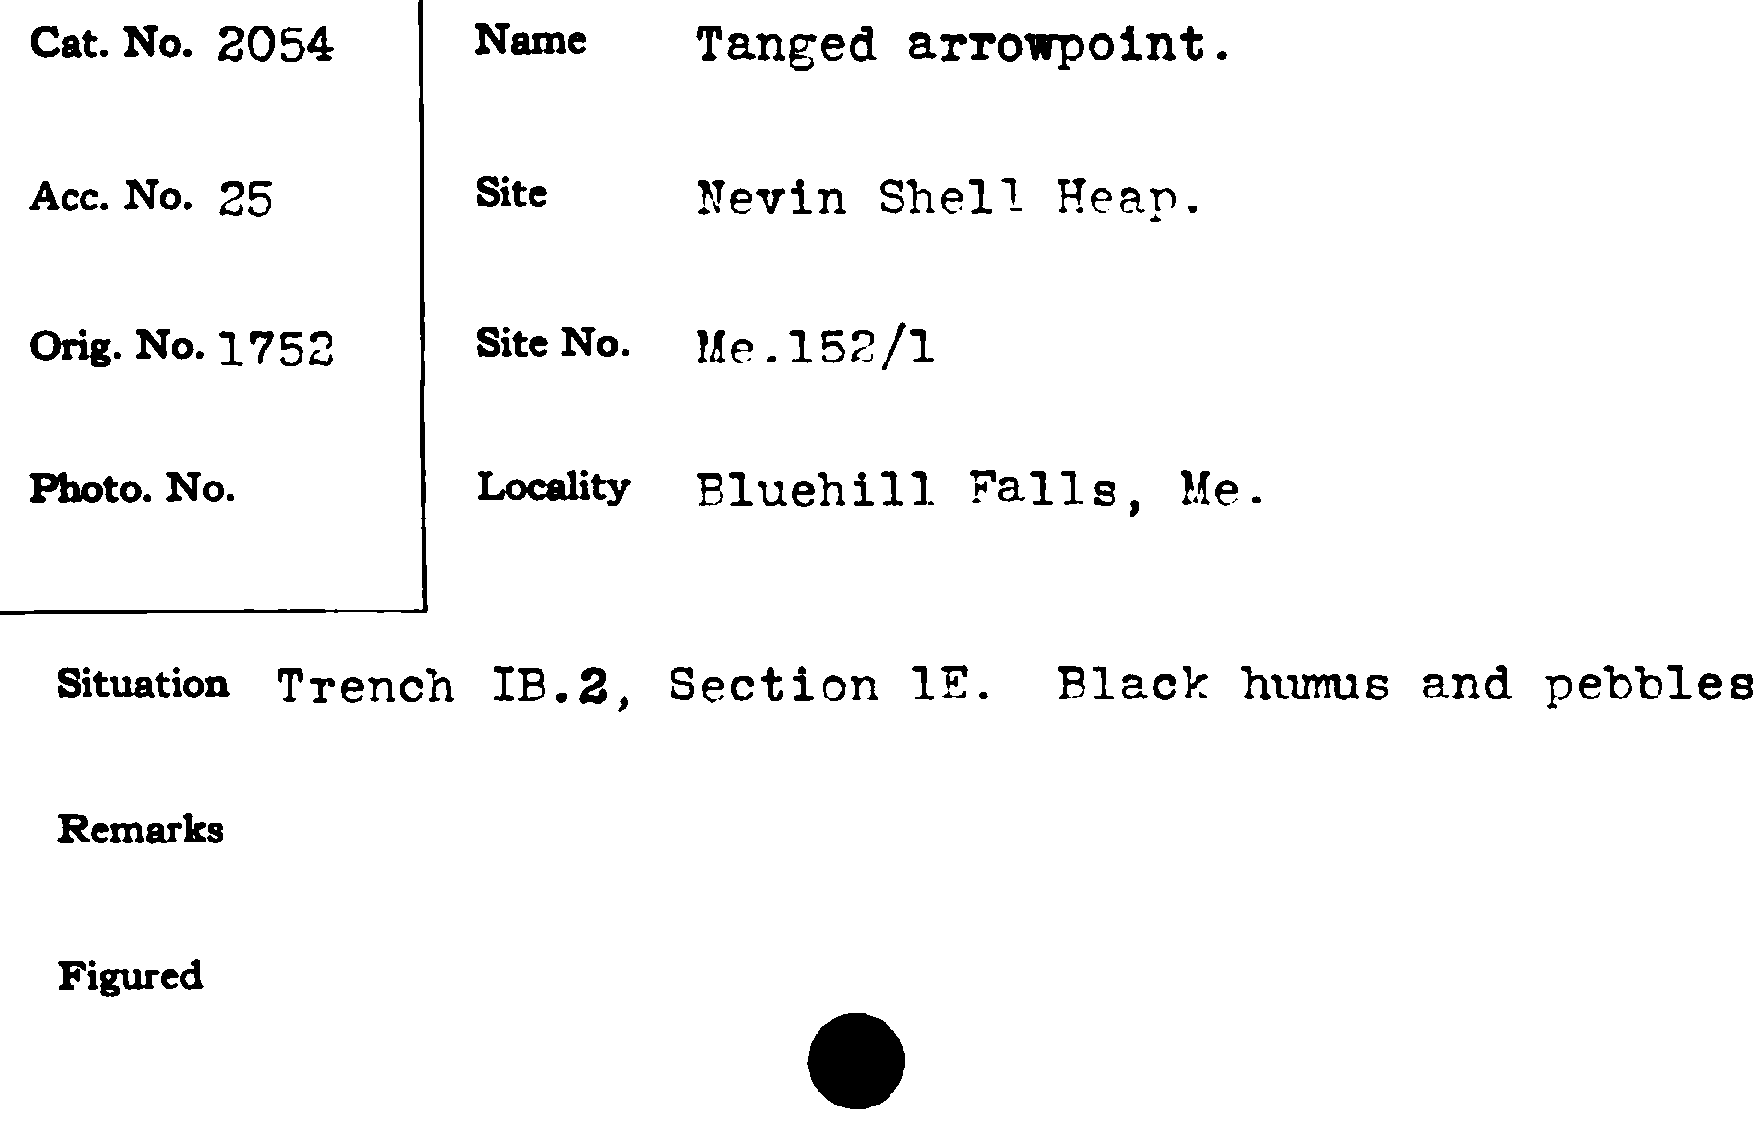 Cat. No. 2054 Name Tanged arrowpoint.
Acc. No. 25 Site Nevin Shell Heap.
Orig. No. 1752 Site No. Me.152/1
Photo. No. Locality Bluehill Falls, Me.
Situation Trench IB.2, Section 1E. Black humus and pebbles
Remarks
Figured